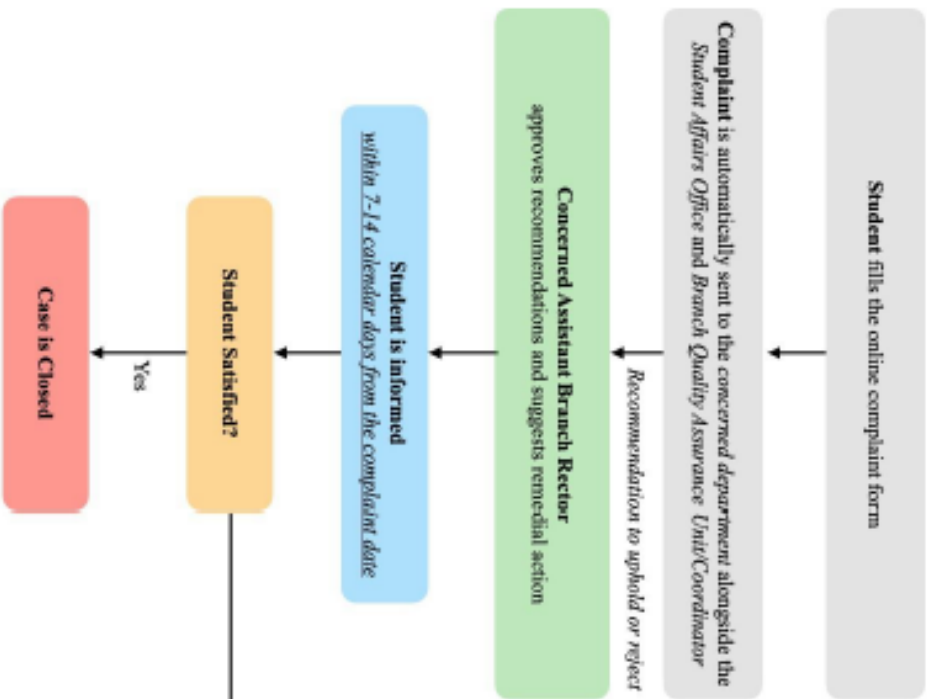 Student fills the online complaint form
Complaint is automatically sent to the concerned department alongside the
Student Affairs Office and Branch Quality Assurance Unit/Coordinator
Recommendation to uphold or reject
Concerned Assistant Branch Rector
approves recommendations and suggests remedial action
Student is informed
within 7-14 calendar days from the complaint date
Student Satisfied?
Yes
Case is Closed